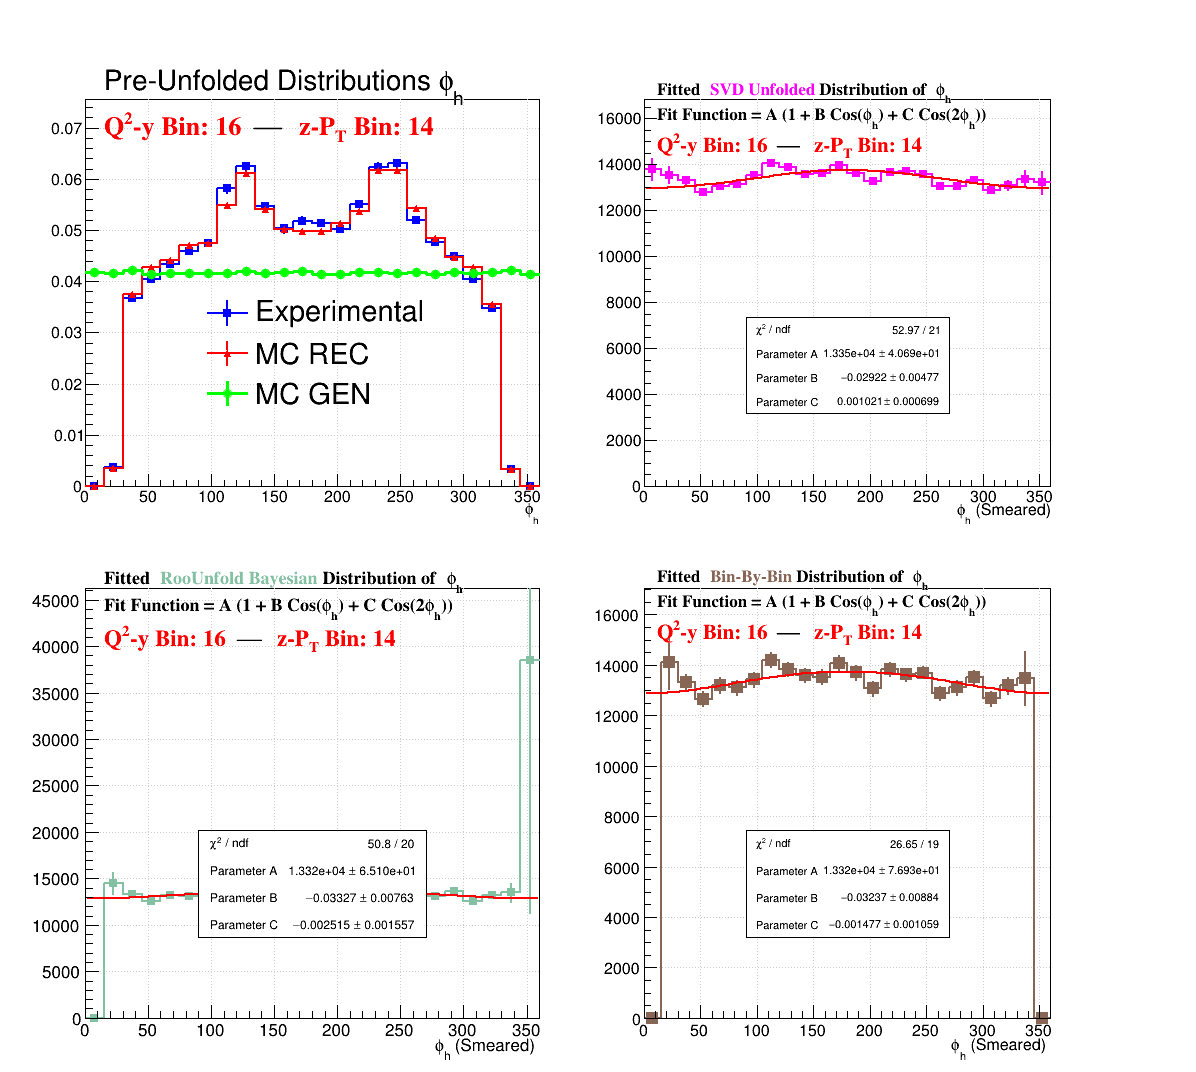 Pre-Unfolded Distributions ϕh
Q2-y Bin: 16 — z-PT Bin: 14
0.07
0.06
0.05
0.04
0.03
0.02
0.01
0
Experimental
MC REC
MC GEN
0 50 100 150 200 250 300 350
ϕh
Fitted SVD Unfolded Distribution of ϕh
Fit Function = A (1 + B Cos(ϕh) + C Cos(2ϕh))
Q2-y Bin: 16 — z-PT Bin: 14
16000
14000
12000
10000
8000
6000
4000
2000
0
χ2 / ndf 52.97 / 21
Parameter A 1.335e+04 ± 4.069e+01
Parameter B −0.02922 ± 0.00477
Parameter C 0.001021 ± 0.000699
0 50 100 150 200 250 300 350
ϕh (Smeared)
Fitted RooUnfold Bayesian Distribution of ϕh
Fit Function = A (1 + B Cos(ϕh) + C Cos(2ϕh))
Q2-y Bin: 16 — z-PT Bin: 14
45000
40000
35000
30000
25000
20000
15000
10000
5000
0
χ2 / ndf 50.8 / 20
Parameter A 1.332e+04 ± 6.510e+01
Parameter B −0.03327 ± 0.00763
Parameter C −0.002515 ± 0.001557
0 50 100 150 200 250 300 350
ϕh (Smeared)
Fitted Bin-By-Bin Distribution of ϕh
Fit Function = A (1 + B Cos(ϕh) + C Cos(2ϕh))
Q2-y Bin: 16 — z-PT Bin: 14
16000
14000
12000
10000
8000
6000
4000
2000
0
χ2 / ndf 26.65 / 19
Parameter A 1.332e+04 ± 7.693e+01
Parameter B −0.03237 ± 0.00884
Parameter C −0.001477 ± 0.001059
0 50 100 150 200 250 300 350
ϕh (Smeared)